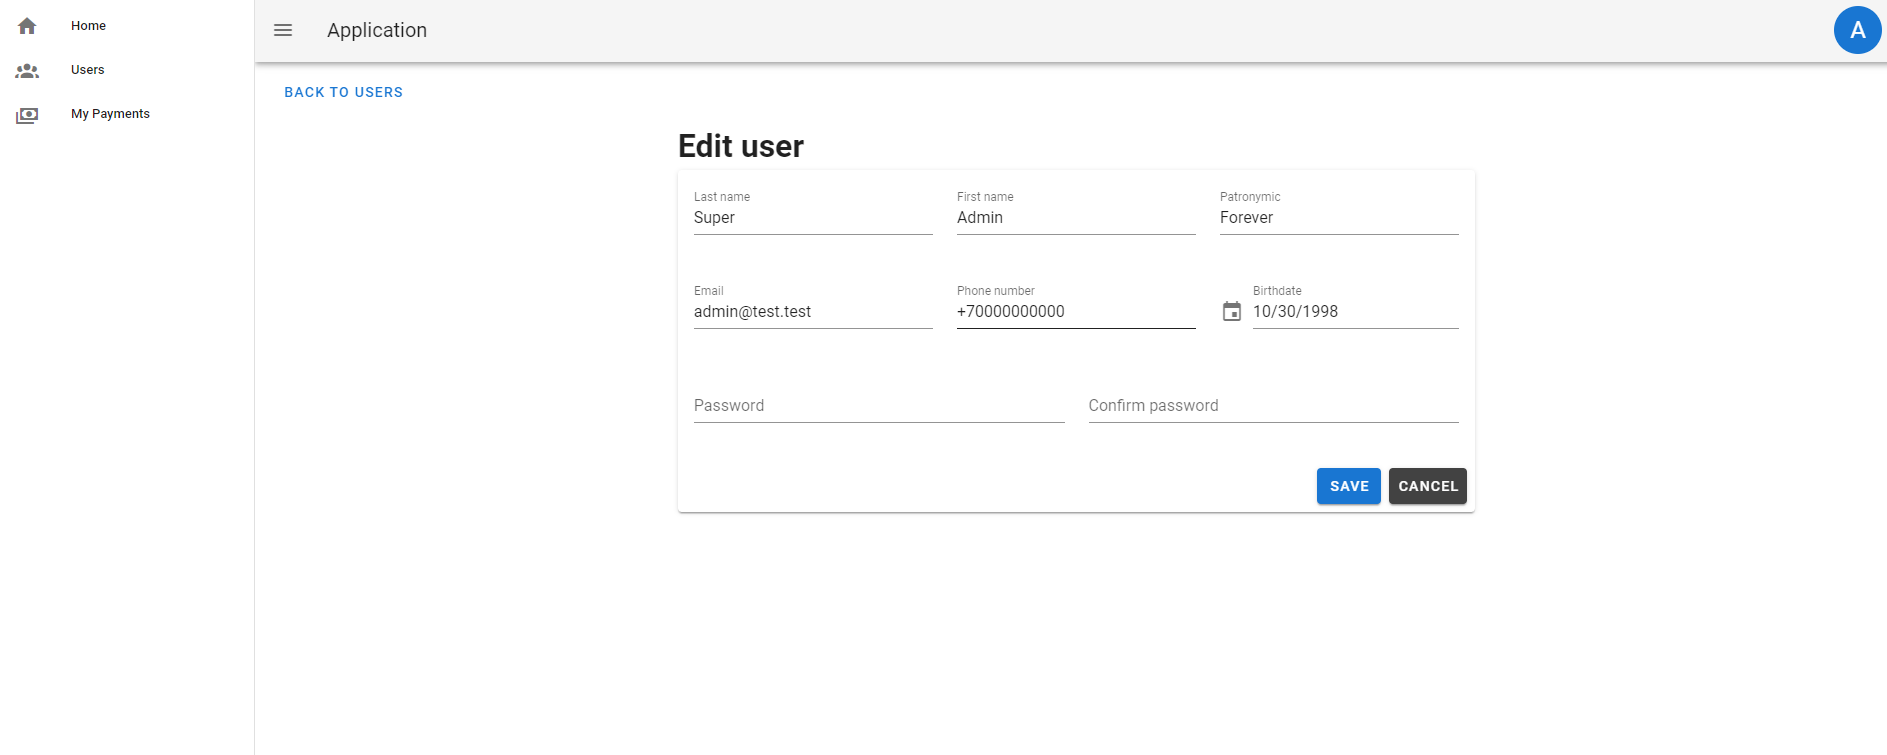 Home
Users
My Payments
Application
A
BACK TO USERS
Edit user
Last name
Super
First name
Admin
Patronymic
Forever
Email
admin@test.test
Phone number
+70000000000
Birthdate
10/30/1998
Password
Confirm password
SAVE
CANCEL